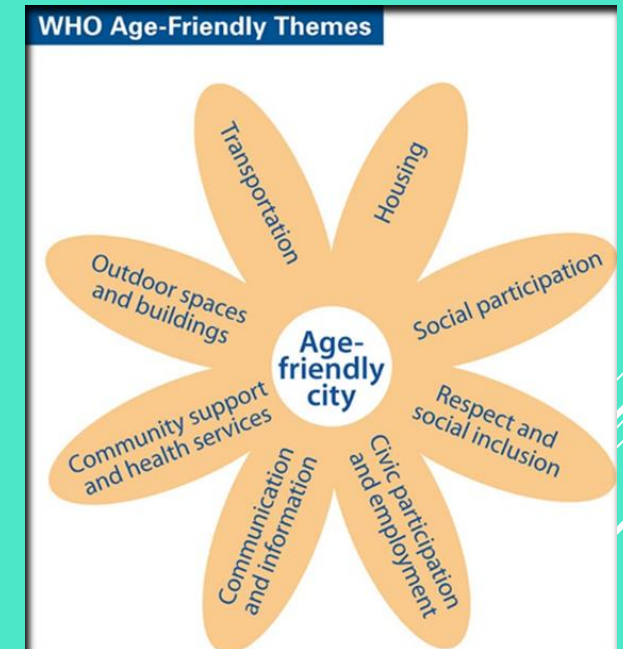 WHO Age-Friendly Themes
Transportation
Housing
Outdoor spaces
and buildings
Social participation
Age-
friendly
city
Community support
and health services
Respect and
social inclusion
Communication
and information
Civic participation
and employment